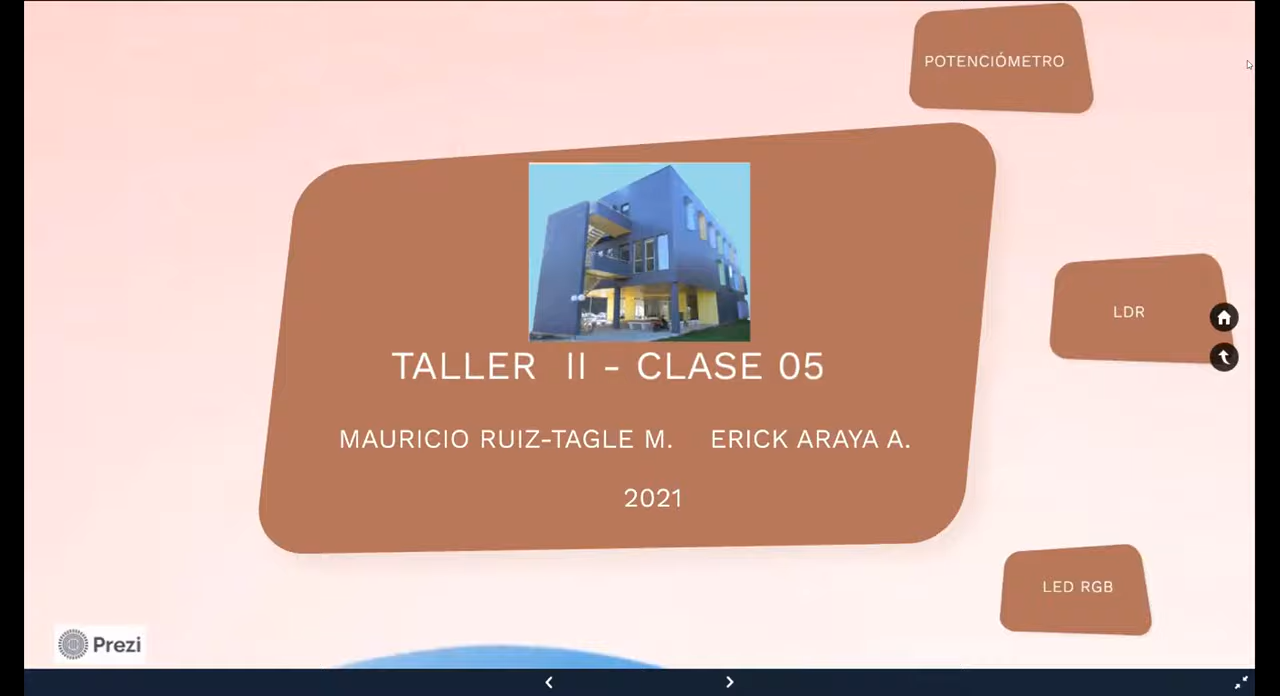 POTENCIÓMETRO
TALLER II - CLASE 05
MAURICIO RUIZ-TAGLE M. ERICK ARAYA A.
2021
LDR
LED RGB
Prezi